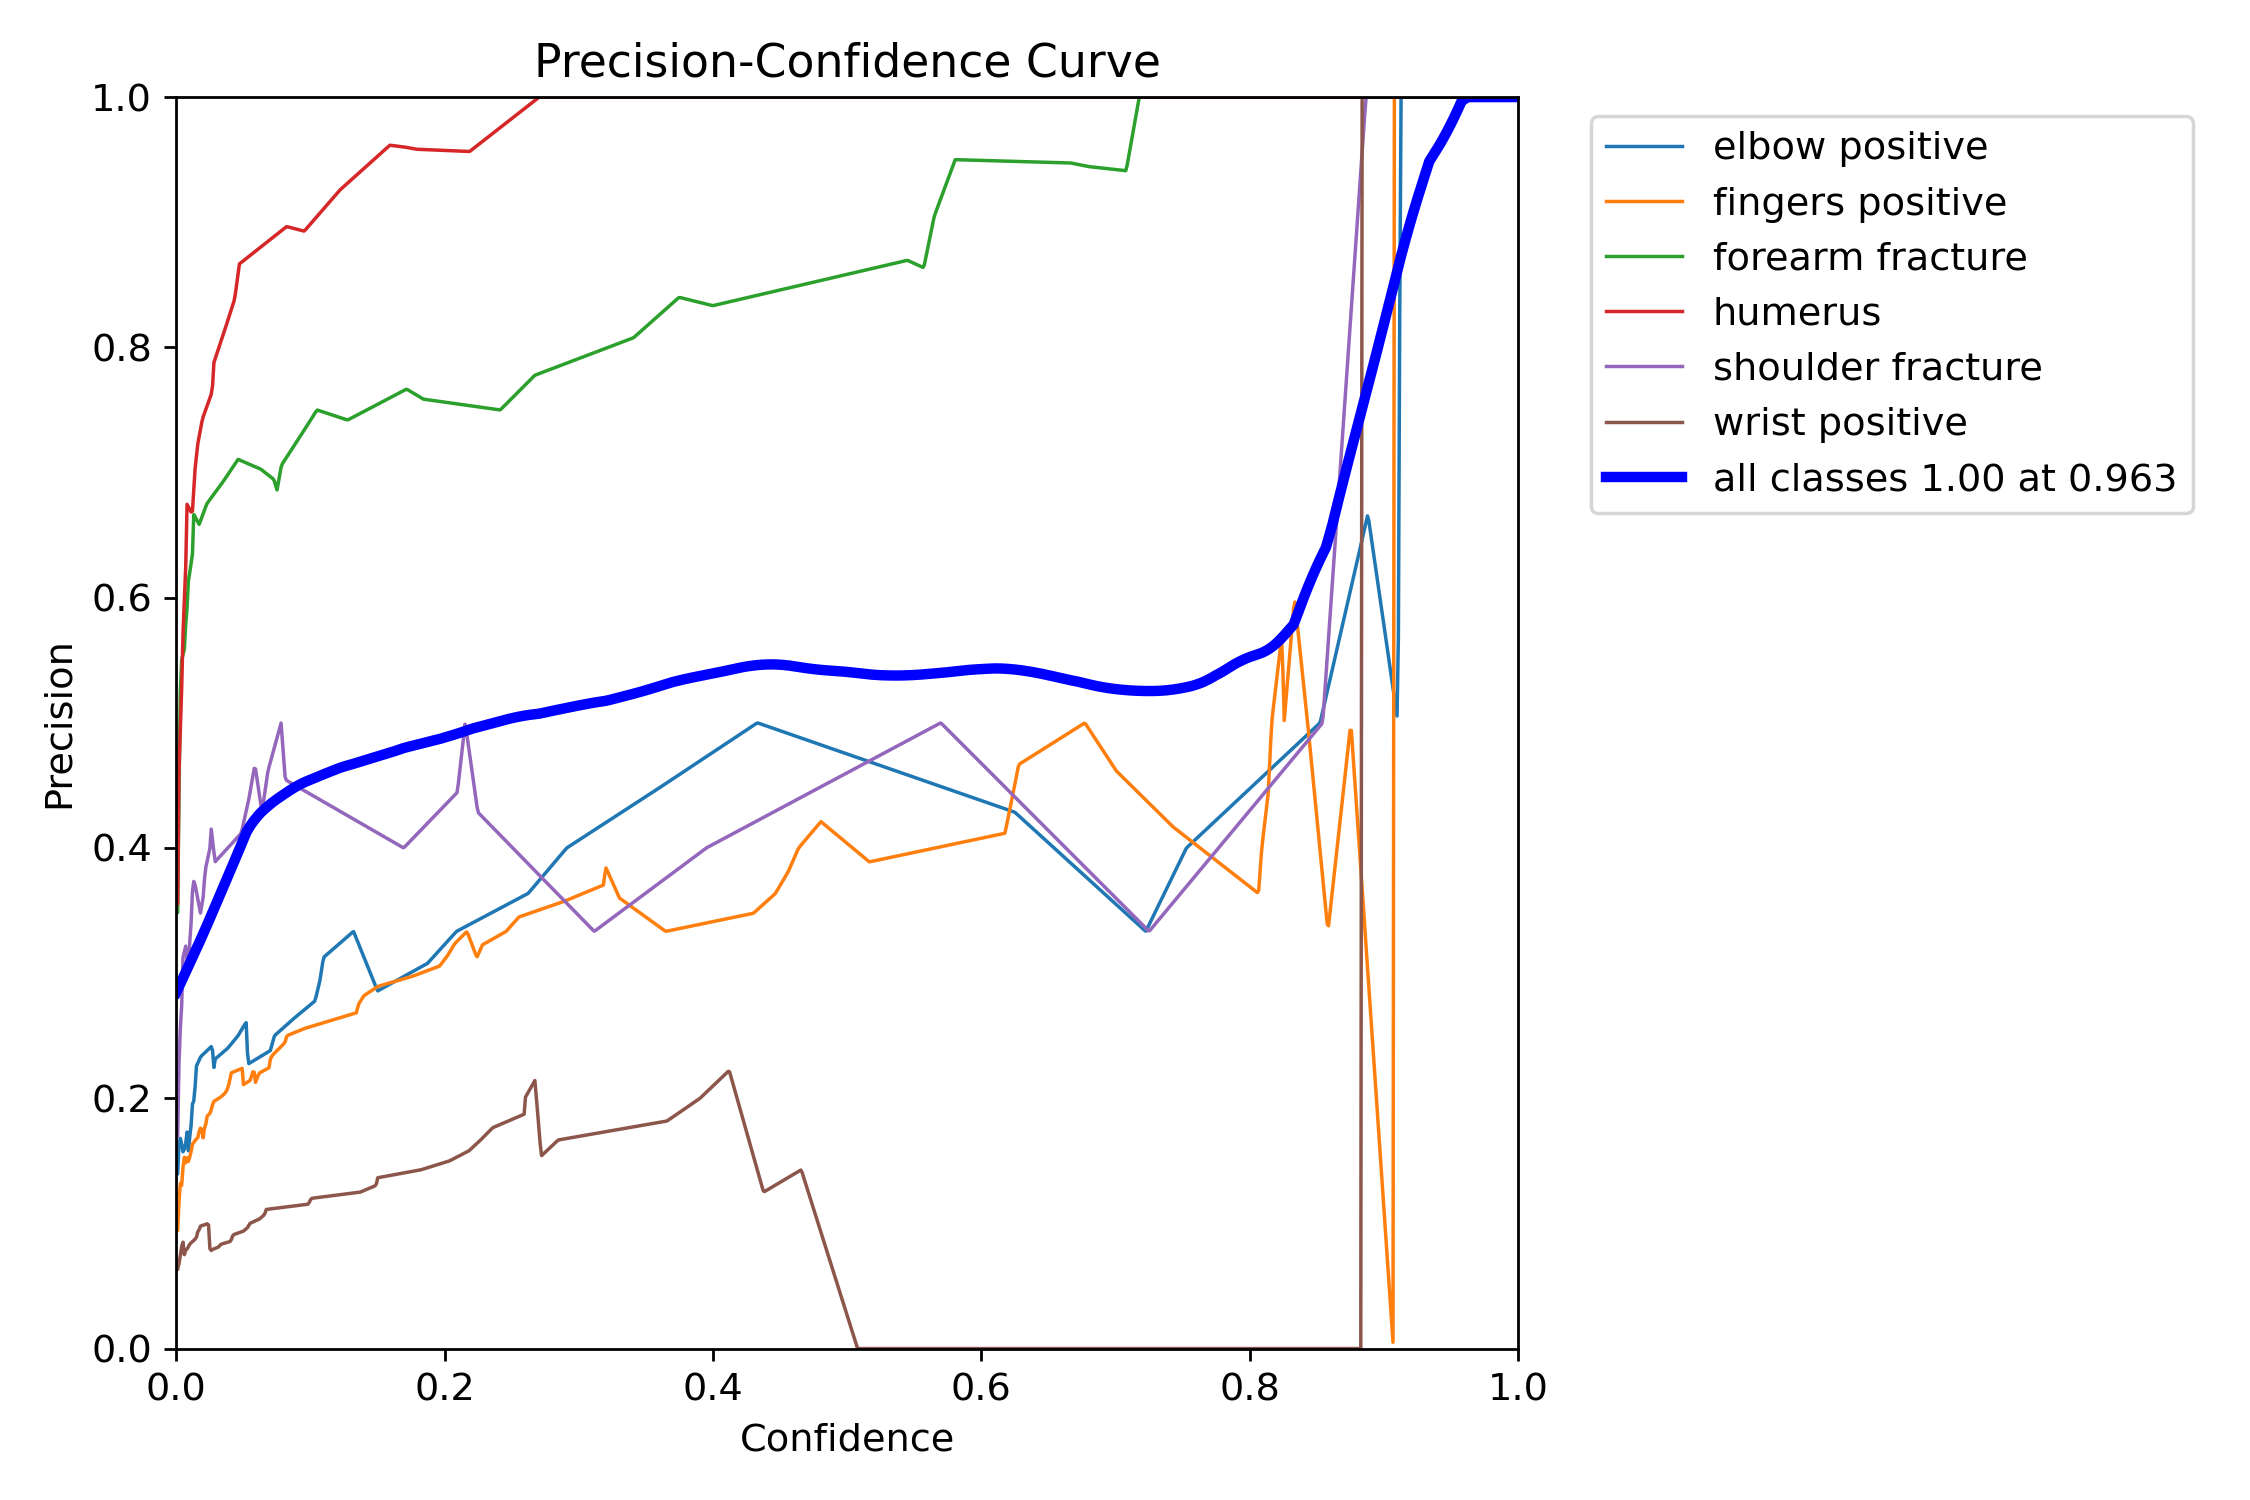 Precision-Confidence Curve
1.0
0.8
0.6
0.4
0.2
0.0
Precision
0.0 0.2 0.4 0.6 0.8 1.0
Confidence
elbow positive
fingers positive
forearm fracture
humerus
shoulder fracture
wrist positive
all classes 1.00 at 0.963